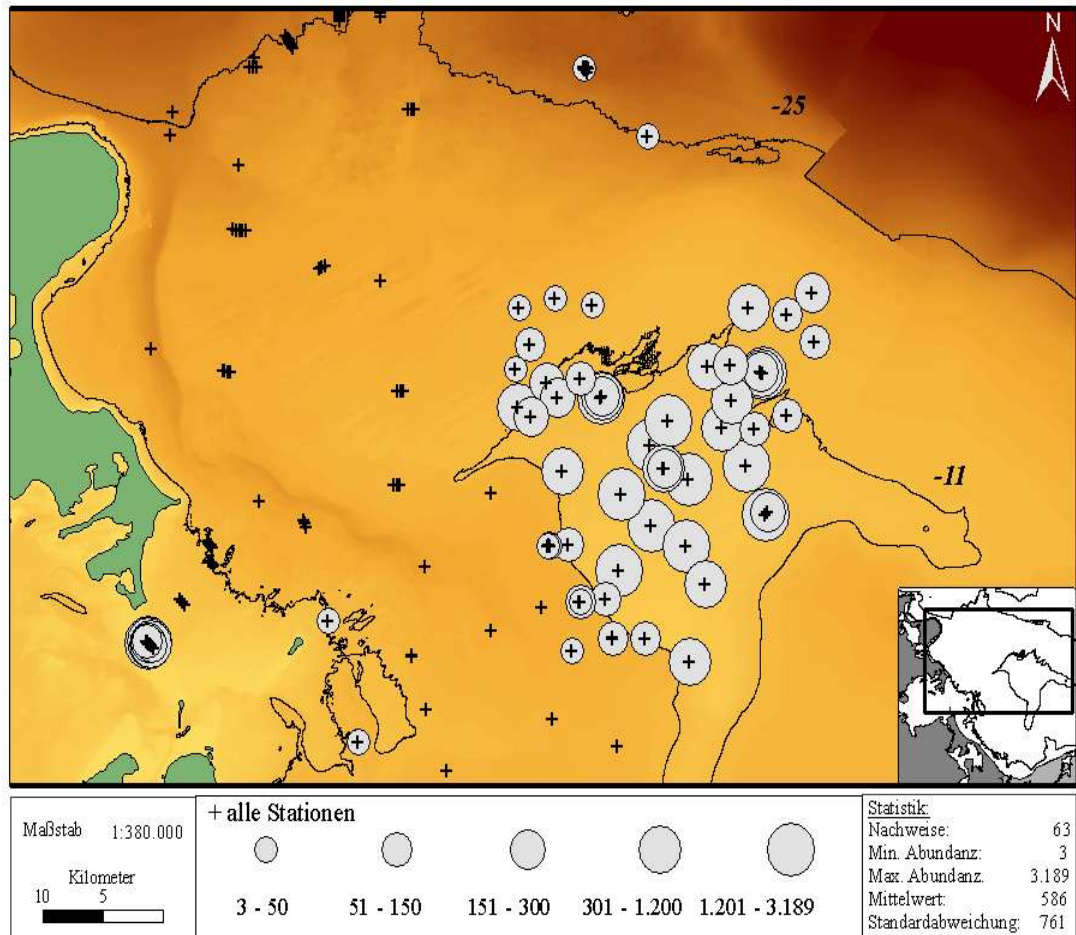 N
-25
-11
Maßstab 1:380.000
Kilometer
10 5
+ alle Stationen
3 - 50 51 - 150 151 - 300 301 - 1.200 1.201 - 3.189
Statistik:
Nachweise: 63
Min. Abundanz: 3
Max. Abundanz. 3.189
Mittelwert: 586
Standardabweichung: 761